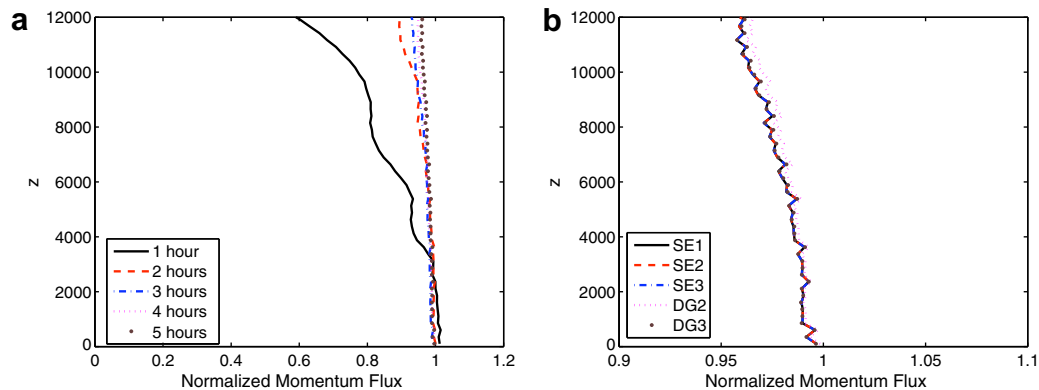 a
12000
10000
8000
6000
4000
2000
0
z
0 0.2 0.4 0.6 0.8 1 1.2
Normalized Momentum Flux
1 hour
2 hours
3 hours
4 hours
5 hours
b
12000
10000
8000
6000
4000
2000
0
z
0.9 0.95 1 1.05 1.1
Normalized Momentum Flux
SE1
SE2
SE3
DG2
DG3